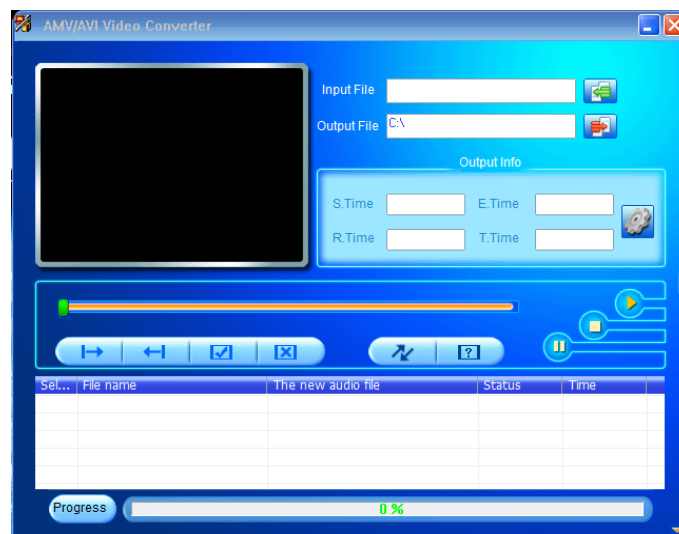 AMV/AVI Video Converter
Input File
Output File C:\
Output Info
S.Time E.Time
R.Time T.Time
Sel... File name The new audio file Status Time
Progress 0 %